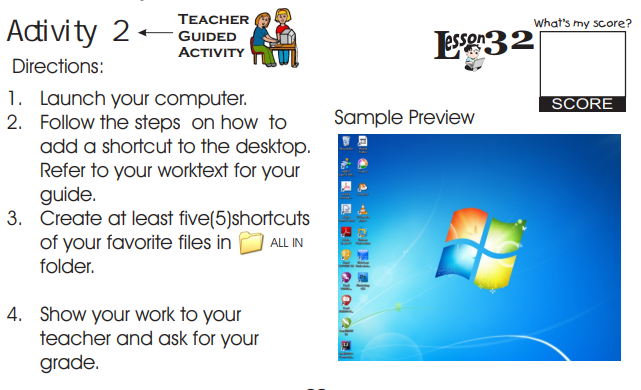 Activity 2
TEACHER
GUIDED
ACTIVITY
Lesson 32
What's my score?
SCORE
Directions:
1. Launch your computer.
2. Follow the steps on how to
add a shortcut to the desktop.
Refer to your worktext for your
guide.
3. Create at least five(5)shortcuts
of your favorite files in ALL IN
folder.
4. Show your work to your
teacher and ask for your
grade.
Sample Preview